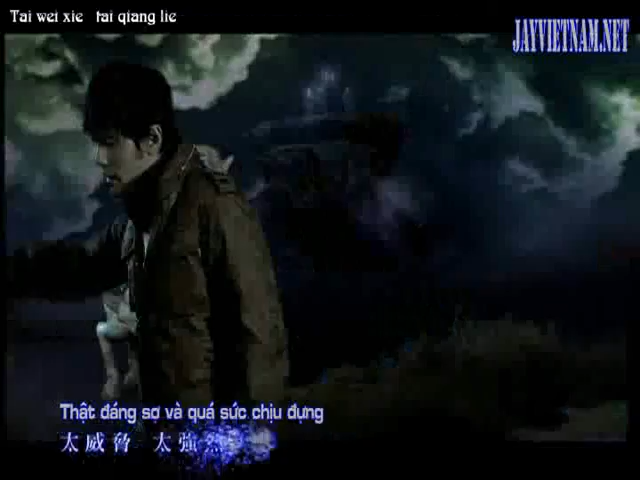 Tai wei xie tai qiang lie
JAYVIETNAM.NET
Thật đáng sợ và quá sức chịu đựng
太威脅 太強烈